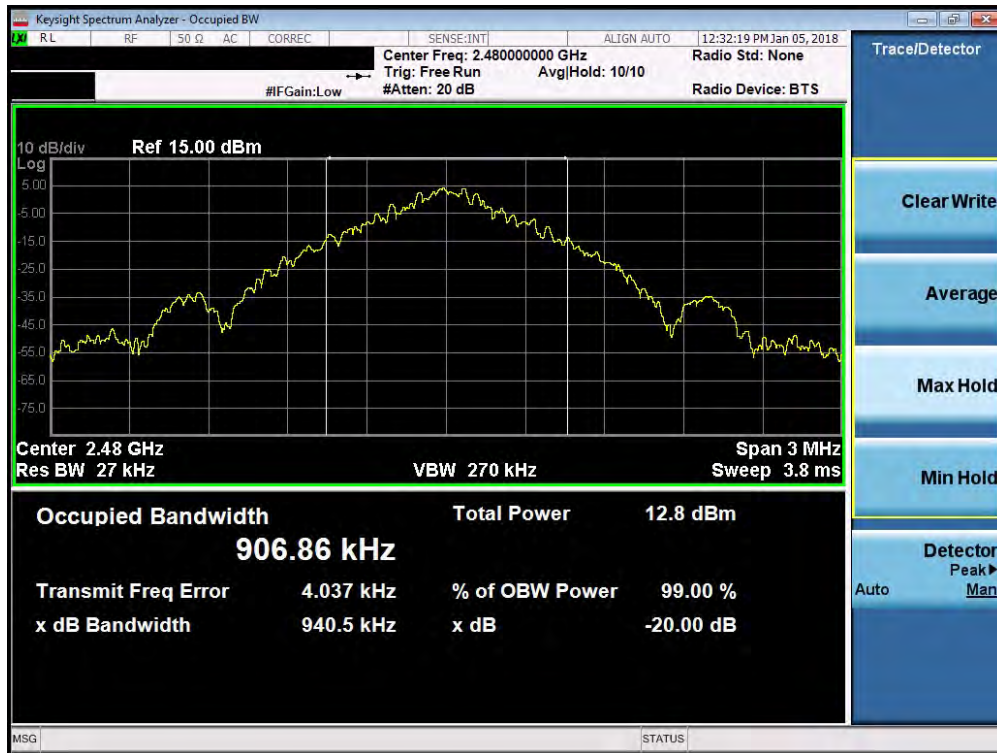 Keysight Spectrum Analyzer - Occupied BW
LXI RL RF 50 Ω AC CORREC SENSE:INT ALIGN AUTO 12:32:19 PM Jan 05, 2018
Center Freq: 2.480000000 GHz Radio Std: None
Trig: Free Run Avg|Hold: 10/10
#IFGain:Low #Atten: 20 dB Radio Device: BTS
10 dB/div Ref 15.00 dBm
Log
5.00
-5.00
-15.0
-25.0
-35.0
-45.0
-55.0
-65.0
-75.0
Center 2.48 GHz Span 3 MHz
Res BW 27 kHz VBW 270 kHz Sweep 3.8 ms
Occupied Bandwidth Total Power 12.8 dBm
906.86 kHz
Transmit Freq Error 4.037 kHz % of OBW Power 99.00 %
x dB Bandwidth 940.5 kHz x dB -20.00 dB
MSG STATUS
Trace/Detector
Clear Write
Average
Max Hold
Min Hold
Detector
Peak▶
Auto Man